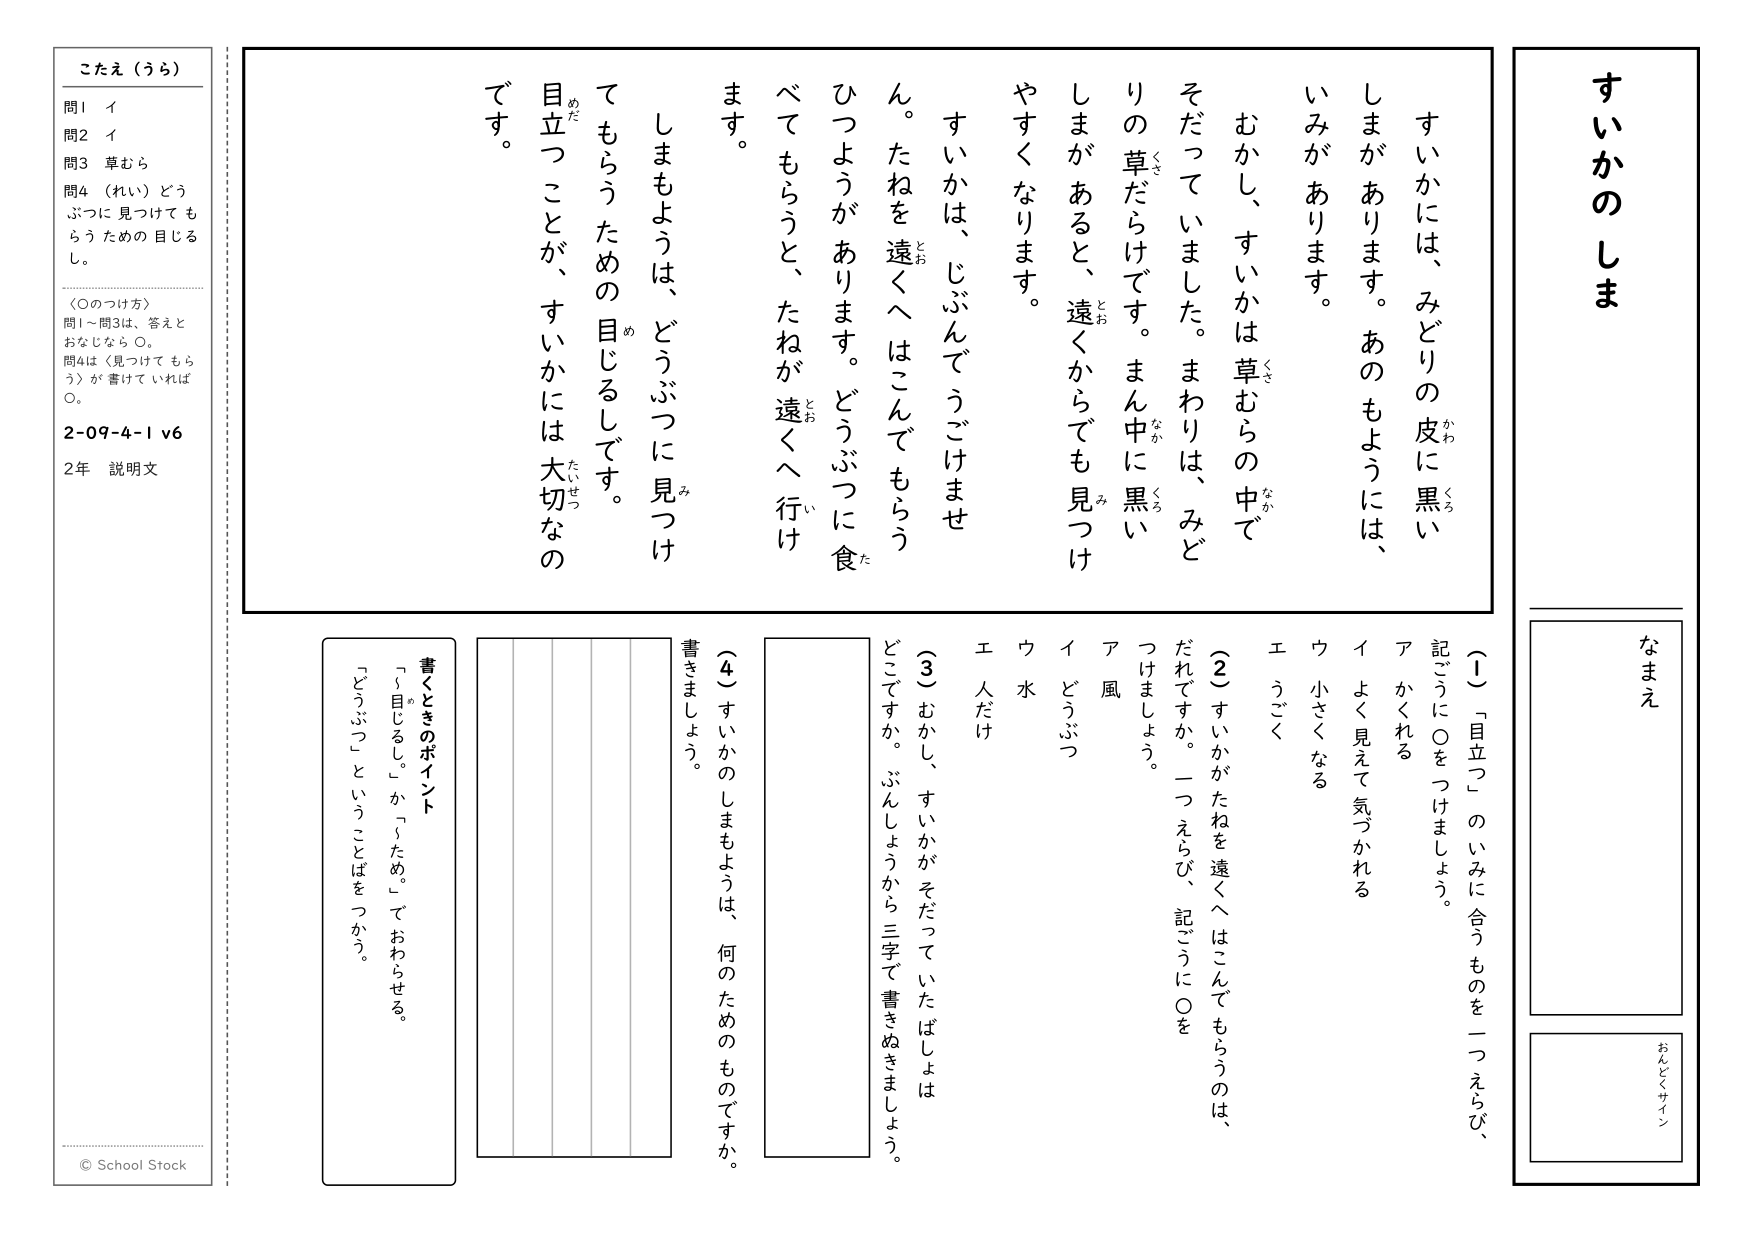 すいかの しま
なまえ
おんどくサイン
すいかには、みどりの 皮に 黒い
しまが あります。あの もようには、
いみが あります。
むかし、すいかは 草むらの 中で
そだって いました。まわりは、みど
りの 草だらけです。まん中に 黒い
しまが あると、遠くからでも 見つけ
やすく なります。
すいかは、じぶんで うごけませ
ん。たねを 遠くへ はこんで もらう
ひつようが あります。どうぶつに 食
べて もらうと、たねが 遠くへ 行け
ます。
しまもようは、どうぶつに 見つけ
て もらう ための 目じるしです。
目立つ ことが、すいかには 大切なの
です。
(1)「目立つ」 の いみに 合う ものを 一つ えらび、
記ごうに ○を つけましょう。
ア かくれる
イ よく 見えて 気づかれる
ウ 小さく なる
エ うごく
(2) すいかが たねを 遠くへ はこんで もらうのは、
だれですか。 一つ えらび、 記ごうに ○を
つけましょう。
ア 風
イ どうぶつ
ウ 水
エ 人だけ
(3) むかし、 すいかが そだって いた ばしょは
どこですか。 ぶんしょうから 三字で 書きぬきましょう。
(4) すいかの しまもようは、 何の ための ものですか。
書きましょう。
書くときのポイント
「〜目じるし。」か「〜ため。」で おわらせる。
「どうぶつ」と いう ことばを つかう。
こたえ（うら）
問1 イ
問2 イ
問3 草むら
問4 （れい）どう
ぶつに 見つけて も
らう ための 目じる
し。
〈○のつけ方〉
問1〜問3は、答えと
おなじなら ○。
問4は〈見つけて もら
う〉が 書けて いれば
○。
2-09-4-1 v6
2年 説明文
© School Stock